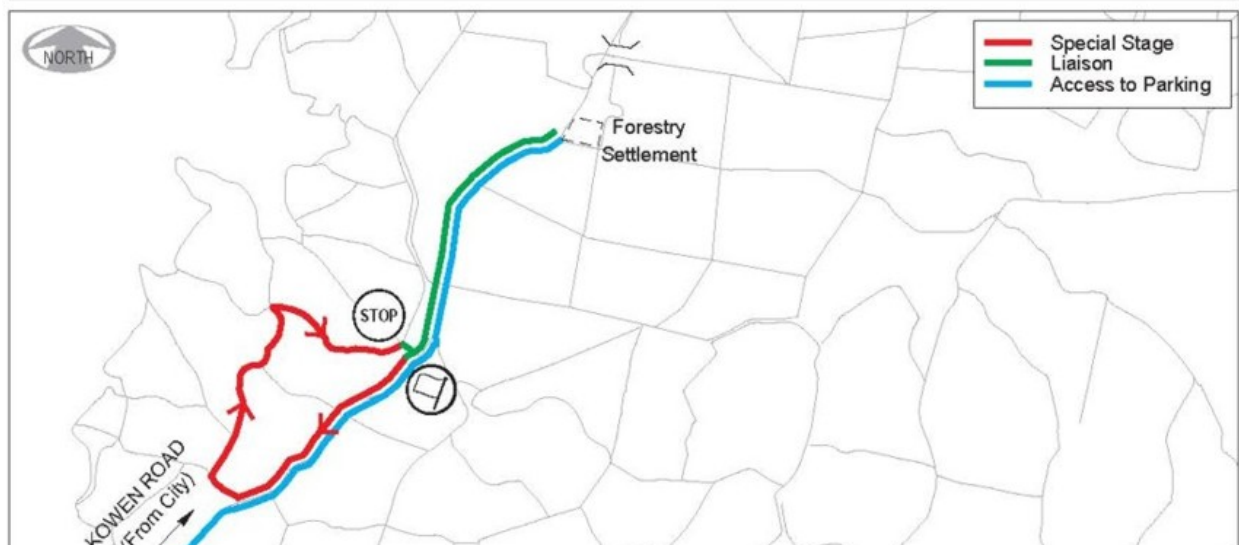 NORTH
Special Stage
Liaison
Access to Parking
Forestry
Settlement
STOP
KOWEN ROAD
(From City)